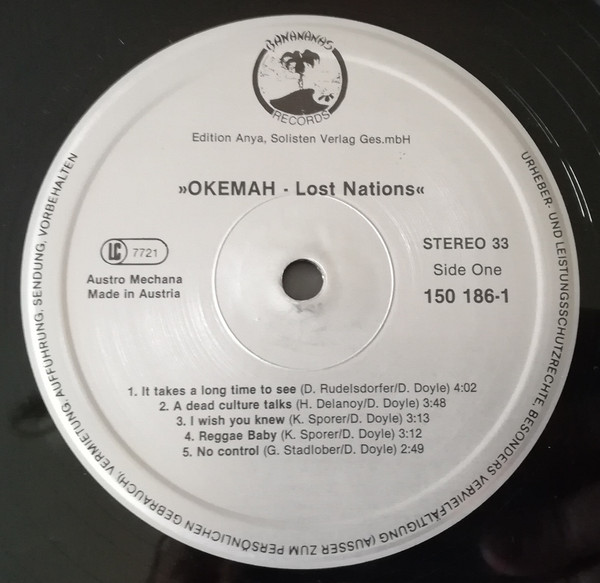 BANANANAS
RECORDS
Edition Anya, Solisten Verlag Ges.mbH
»OKEMAH - Lost Nations«
LC 7721
Austro Mechana
Made in Austria
STEREO 33
Side One
150 186-1
1. It takes a long time to see (D. Rudelsdorfer/D. Doyle) 4:02
2. A dead culture talks (H. Delanoy/D. Doyle) 3:48
3. I wish you knew (K. Sporer/D. Doyle) 3:13
4. Reggae Baby (K. Sporer/D. Doyle) 3:12
5. No control (G. Stadlober/D. Doyle) 2:49
URHEBER- UND LEISTUNGSSCHUTZRECHTE, BESONDERS VERVIELFÄLTIGUNG (AUSSER ZUM PERSÖNLICHEN GEBRAUCH), VERMIETUNG, AUFFÜHRUNG, SENDUNG, VORBEHALTEN